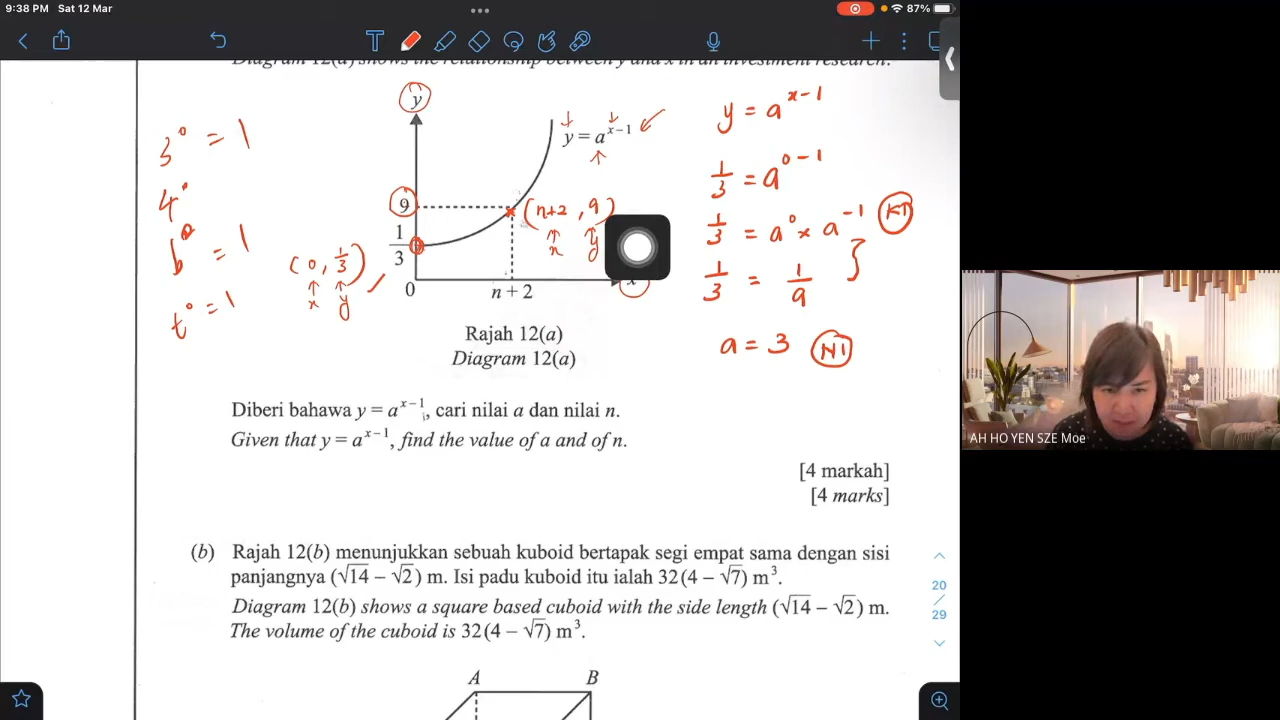 9:38 PM Sat 12 Mar
87%
Diagram 12(a) shows the relationship between y and x in an investment research.
y
y = a^{x-1}
9
(n+2, 9)
x y
1/3
(0, 1/3)
x y
0
n + 2
x
3⁰ = 1
4⁰
b⁰ = 1
t⁰ = 1
y = a^{x-1}
1/3 = a^{0-1}
1/3 = a⁰ × a^{-1} K1
1/3 = 1/a
a = 3 N1
Rajah 12(a)
Diagram 12(a)
Diberi bahawa y = a^{x-1}, cari nilai a dan nilai n.
Given that y = a^{x-1}, find the value of a and of n.
[4 markah]
[4 marks]
(b) Rajah 12(b) menunjukkan sebuah kuboid bertapak segi empat sama dengan sisi
panjangnya (√14 – √2) m. Isi padu kuboid itu ialah 32(4 – √7) m³.
Diagram 12(b) shows a square based cuboid with the side length (√14 – √2) m.
The volume of the cuboid is 32(4 – √7) m³.
A B
20
/
29
AH HO YEN SZE Moe